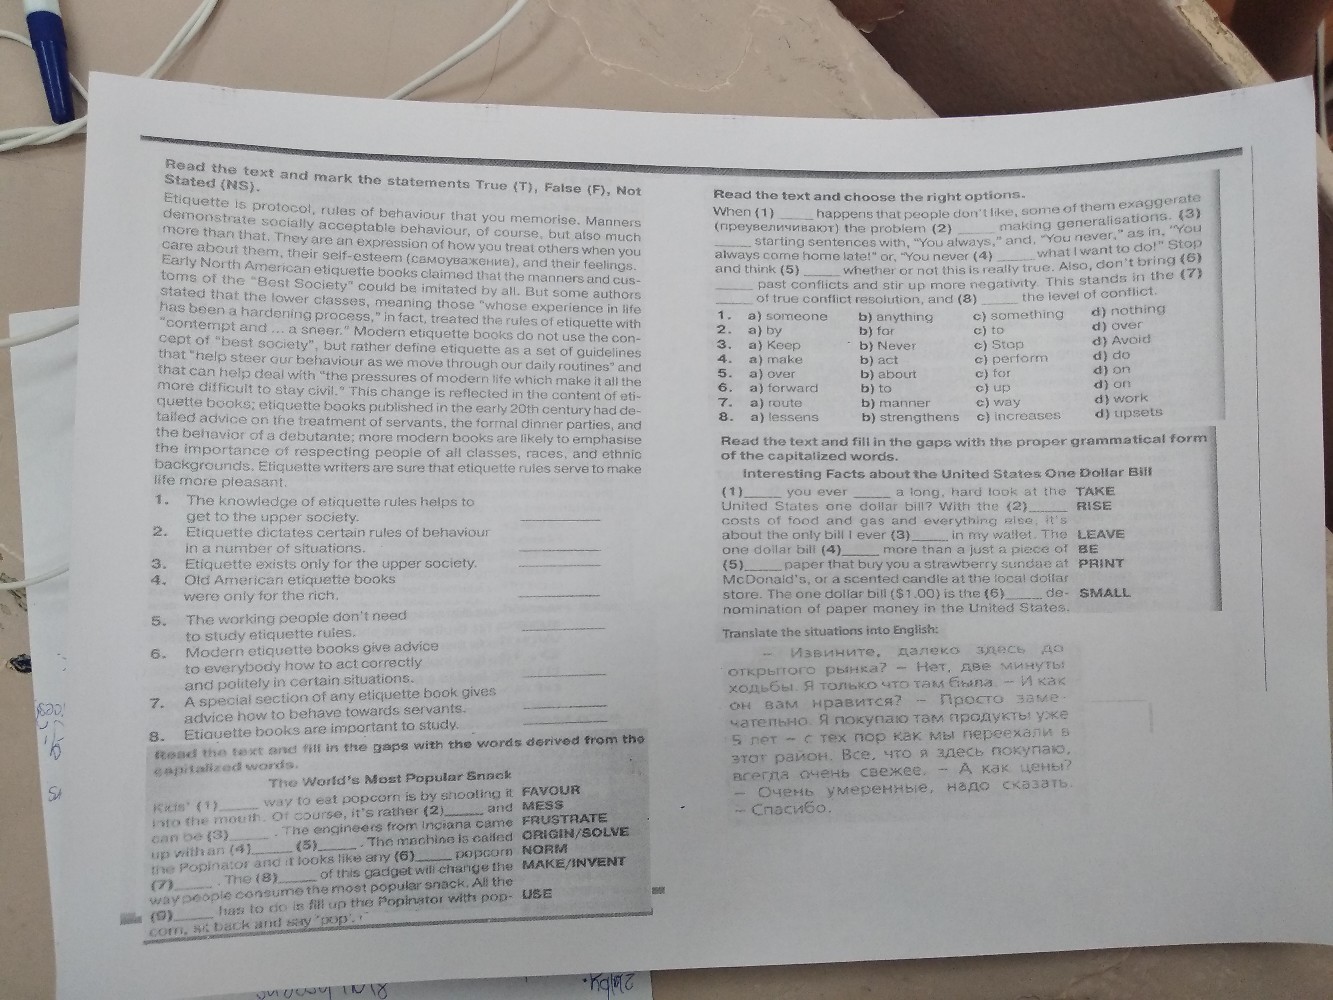 Read the text and mark the statements True (T), False (F), Not
Stated (NS).
Etiquette is protocol, rules of behaviour that you memorise. Manners
demonstrate socially acceptable behaviour, of course, but also much
more than that. They are an expression of how you treat others when you
care about them, their self-esteem (самоуважение), and their feelings.
Early North American etiquette books claimed that the manners and cus-
toms of the "Best Society" could be imitated by all. But some authors
stated that the lower classes, meaning those "whose experience in life
has been a hardening process," in fact, treated the rules of etiquette with
"contempt and ... a sneer." Modern etiquette books do not use the con-
cept of "best society", but rather define etiquette as a set of guidelines
that "help steer our behaviour as we move through our daily routines" and
that can help deal with "the pressures of modern life which make it all the
more difficult to stay civil." This change is reflected in the content of eti-
quette books; etiquette books published in the early 20th century had de-
tailed advice on the treatment of servants, the formal dinner parties, and
the behavior of a debutante; more modern books are likely to emphasise
the importance of respecting people of all classes, races, and ethnic
backgrounds. Etiquette writers are sure that etiquette rules serve to make
life more pleasant.
1. The knowledge of etiquette rules helps to
get to the upper society. ______
2. Etiquette dictates certain rules of behaviour
in a number of situations. ______
3. Etiquette exists only for the upper society. ______
4. Old American etiquette books
were only for the rich. ______
5. The working people don't need
to study etiquette rules. ______
6. Modern etiquette books give advice
to everybody how to act correctly
and politely in certain situations. ______
7. A special section of any etiquette book gives
advice how to behave towards servants. ______
8. Etiquette books are important to study. ______
Read the text and fill in the gaps with the words derived from the
capitalized words.
The World's Most Popular Snack
Kids' (1)_____ way to eat popcorn is by shooting it FAVOUR
into the mouth. Of course, it's rather (2)_____ and MESS
can be (3)_____. The engineers from Indiana came FRUSTRATE
up with an (4)_____ (5)_____. The machine is called ORIGIN/SOLVE
the Popinator and it looks like any (6)_____ popcorn NORM
(7)_____. The (8)_____ of this gadget will change the MAKE/INVENT
way people consume the most popular snack. All the
(9)_____ has to do is fill up the Popinator with pop- USE
corn, sit back and say 'pop'.
Read the text and choose the right options.
When (1) _____ happens that people don't like, some of them exaggerate
(преувеличивают) the problem (2) _____ making generalisations. (3)
_____ starting sentences with, "You always," and, "You never," as in, "You
always come home late!" or, "You never (4) _____ what I want to do!" Stop
and think (5) _____ whether or not this is really true. Also, don't bring (6)
_____ past conflicts and stir up more negativity. This stands in the (7)
_____ of true conflict resolution, and (8) _____ the level of conflict.
1. a) someone b) anything c) something d) nothing
2. a) by b) for c) to d) over
3. a) Keep b) Never c) Stop d) Avoid
4. a) make b) act c) perform d) do
5. a) over b) about c) for d) on
6. a) forward b) to c) up d) on
7. a) route b) manner c) way d) work
8. a) lessens b) strengthens c) increases d) upsets
Read the text and fill in the gaps with the proper grammatical form
of the capitalized words.
Interesting Facts about the United States One Dollar Bill
(1)_____ you ever _____ a long, hard look at the TAKE
United States one dollar bill? With the (2)_____ RISE
costs of food and gas and everything else, it's
about the only bill I ever (3)_____ in my wallet. The LEAVE
one dollar bill (4)_____ more than a just a piece of BE
(5)_____ paper that buy you a strawberry sundae at PRINT
McDonald's, or a scented candle at the local dollar
store. The one dollar bill ($1.00) is the (6)_____ de- SMALL
nomination of paper money in the United States.
Translate the situations into English:
– Извините, далеко здесь до
открытого рынка? – Нет, две минуты
ходьбы. Я только что там была. – И как
он вам нравится? – Просто заме-
чательно. Я покупаю там продукты уже
5 лет – с тех пор как мы переехали в
этот район. Все, что я здесь покупаю,
всегда очень свежее. – А как цены?
– Очень умеренные, надо сказать.
– Спасибо.